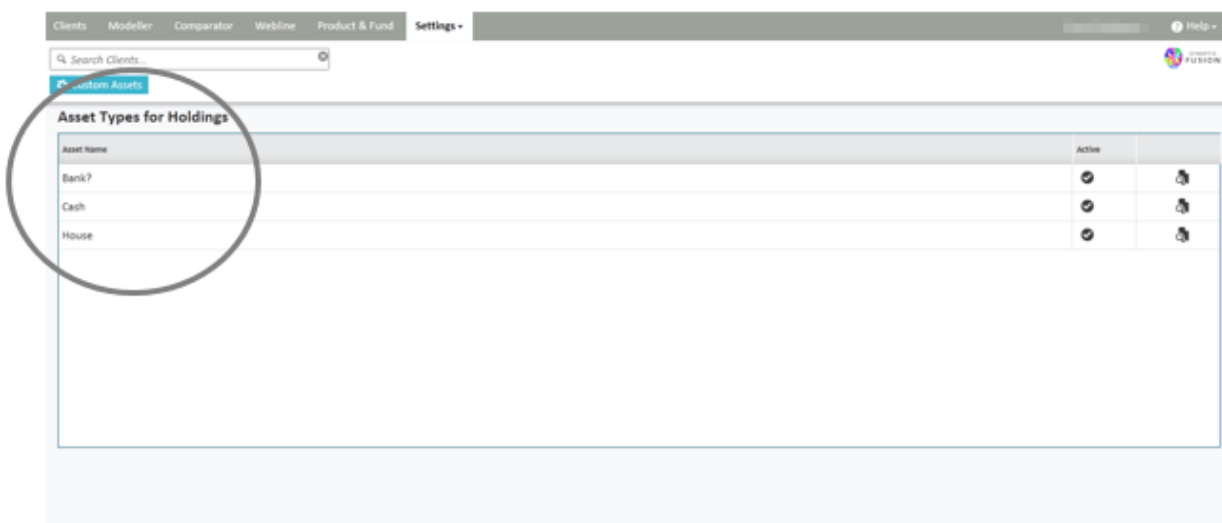 Clients Modeller Comparator Webline Product & Fund Settings Help
Search Clients...
FUSION
Custom Assets
Asset Types for Holdings
Asset Name Active
Bank?
Cash
House